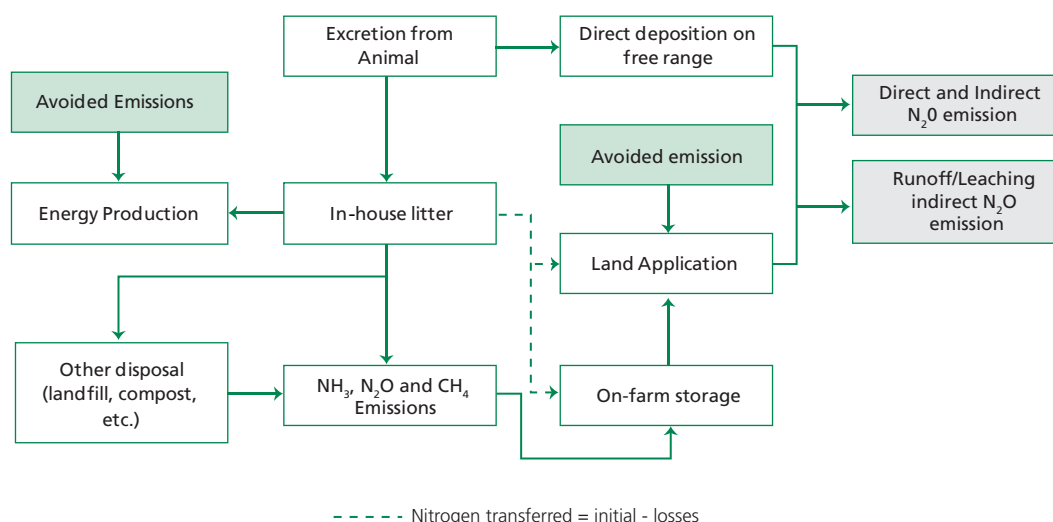 Excretion from
Animal
Direct deposition on
free range
Avoided Emissions
Direct and Indirect
N₂0 emission
Avoided emission
Runoff/Leaching
indirect N₂O
emission
Energy Production
In-house litter
Land Application
Other disposal
(landfill, compost,
etc.)
NH₃, N₂O and CH₄
Emissions
On-farm storage
Nitrogen transferred = initial - losses